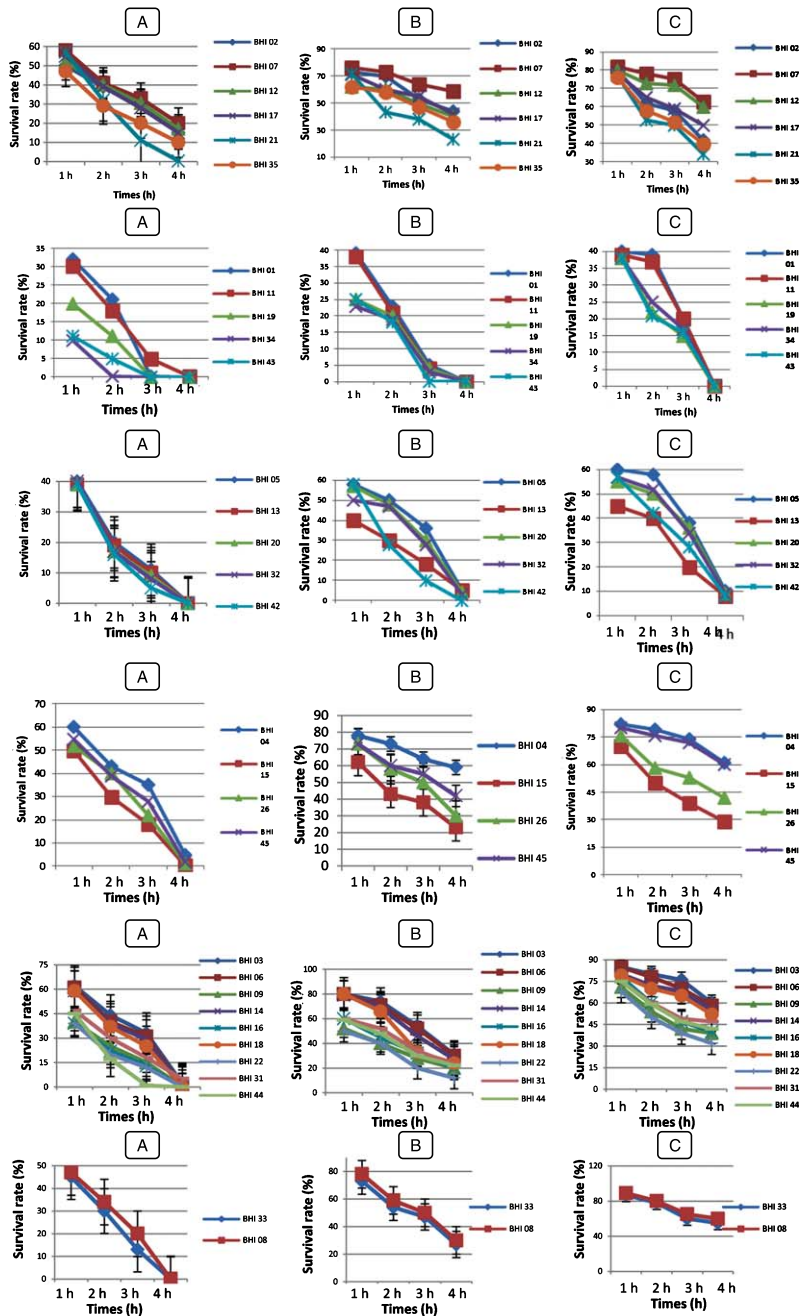 A
B
C
Survival rate (%)
60
50
40
30
20
10
0
1 h 2 h 3 h 4 h
Times (h)
BHI 02
BHI 07
BHI 12
BHI 17
BHI 21
BHI 35
Survival rate (%)
90
70
50
30
10
1 h 2 h 3 h 4 h
Times (h)
BHI 02
BHI 07
BHI 12
BHI 17
BHI 21
BHI 35
Survival rate (%)
90
80
70
60
50
40
30
1 h 2 h 3 h 4 h
Times (h)
BHI 02
BHI 07
BHI 12
BHI 17
BHI 21
BHI 35
A
B
C
Survival rate (%)
35
30
25
20
15
10
5
0
1 h 2 h 3 h 4 h
Times (h)
BHI 01
BHI 11
BHI 19
BHI 34
BHI 43
Survival rate (%)
40
35
30
25
20
15
10
5
0
1 h 2 h 3 h 4 h
Times (h)
BHI
01
BHI
11
BHI
19
BHI
34
BHI
43
Survival rate (%)
40
35
30
25
20
15
10
5
0
1 h 2 h 3 h 4 h
Times (h)
BHI
01
BHI
11
BHI
19
BHI
34
BHI
43
A
B
C
Survival rate (%)
40
30
20
10
0
1 h 2 h 3 h 4 h
Times (h)
BHI 05
BHI 13
BHI 20
BHI 32
BHI 42
Survival rate (%)
60
50
40
30
20
10
0
1 h 2 h 3 h 4 h
Times (h)
BHI 05
BHI 13
BHI 20
BHI 32
BHI 42
Survival rate (%)
60
50
40
30
20
10
0
1 h 2 h 3 h 4 h
Times (h)
BHI 05
BHI 13
BHI 20
BHI 32
BHI 42
A
B
C
Survival rate (%)
70
60
50
40
30
20
10
0
1 h 2 h 3 h 4 h
Times (h)
BHI
04
BHI
15
BHI
26
BHI
45
Survival rate (%)
90
80
70
60
50
40
30
20
10
0
1 h 2 h 3 h 4 h
Times (h)
BHI 04
BHI 15
BHI 26
BHI 45
Survival rate (%)
90
75
60
45
30
15
0
1 h 2 h 3 h 4 h
Times (h)
BHI
04
BHI
15
BHI
26
BHI
45
A
B
C
Survival rate (%)
75
60
45
30
15
0
1 h 2 h 3 h 4 h
Times (h)
BHI 03
BHI 06
BHI 09
BHI 14
BHI 16
BHI 18
BHI 22
BHI 31
BHI 44
Survival rate (%)
100
80
60
40
20
0
1 h 2 h 3 h 4 h
Times (h)
BHI 03
BHI 06
BHI 09
BHI 14
BHI 16
BHI 18
BHI 22
BHI 31
BHI 44
Survival rate (%)
90
75
60
45
30
15
0
1 h 2 h 3 h 4 h
Times (h)
BHI 03
BHI 06
BHI 09
BHI 14
BHI 16
BHI 18
BHI 22
BHI 31
BHI 44
A
B
C
Survival rate (%)
50
40
30
20
10
0
1 h 2 h 3 h 4 h
Times (h)
BHI 33
BHI 08
Survival rate (%)
80
60
40
20
0
1 h 2 h 3 h 4 h
Times (h)
BHI 33
BHI 08
Survival rate (%)
120
80
40
0
1 h 2 h 3 h 4 h
Times (h)
BHI 33
BHI 08